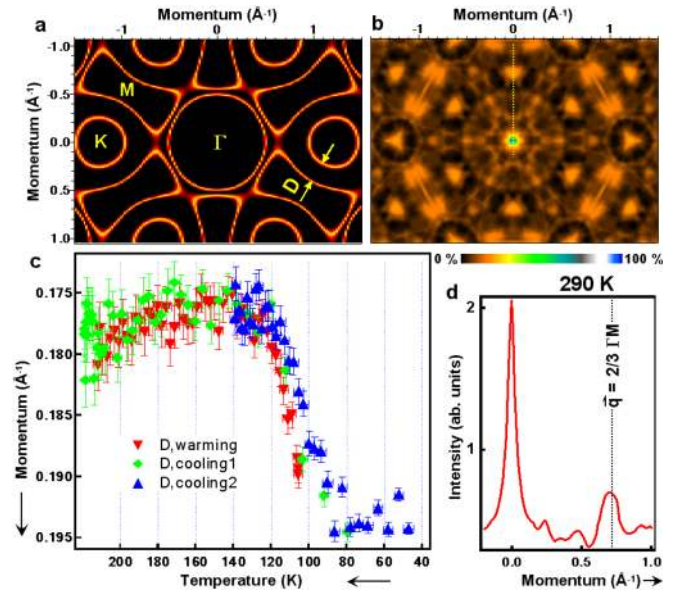 Momentum (Å-1)
Momentum (Å-1)
-1 0 1
-1 0 1
a
b
-1.0
-0.5
0.0
0.5
1.0
Momentum (Å-1)
M
K
Γ
D
0 %
100 %
c
d
290 K
0.175
0.180
0.185
0.190
0.195
Momentum (Å-1)
D,warming
D,cooling1
D,cooling2
200 180 160 140 120 100 80 60 40
Temperature (K)
2
1
Intensity (ab. units)
q = 2/3 ΓM
0.0 0.5 1.0
Momentum (Å-1)